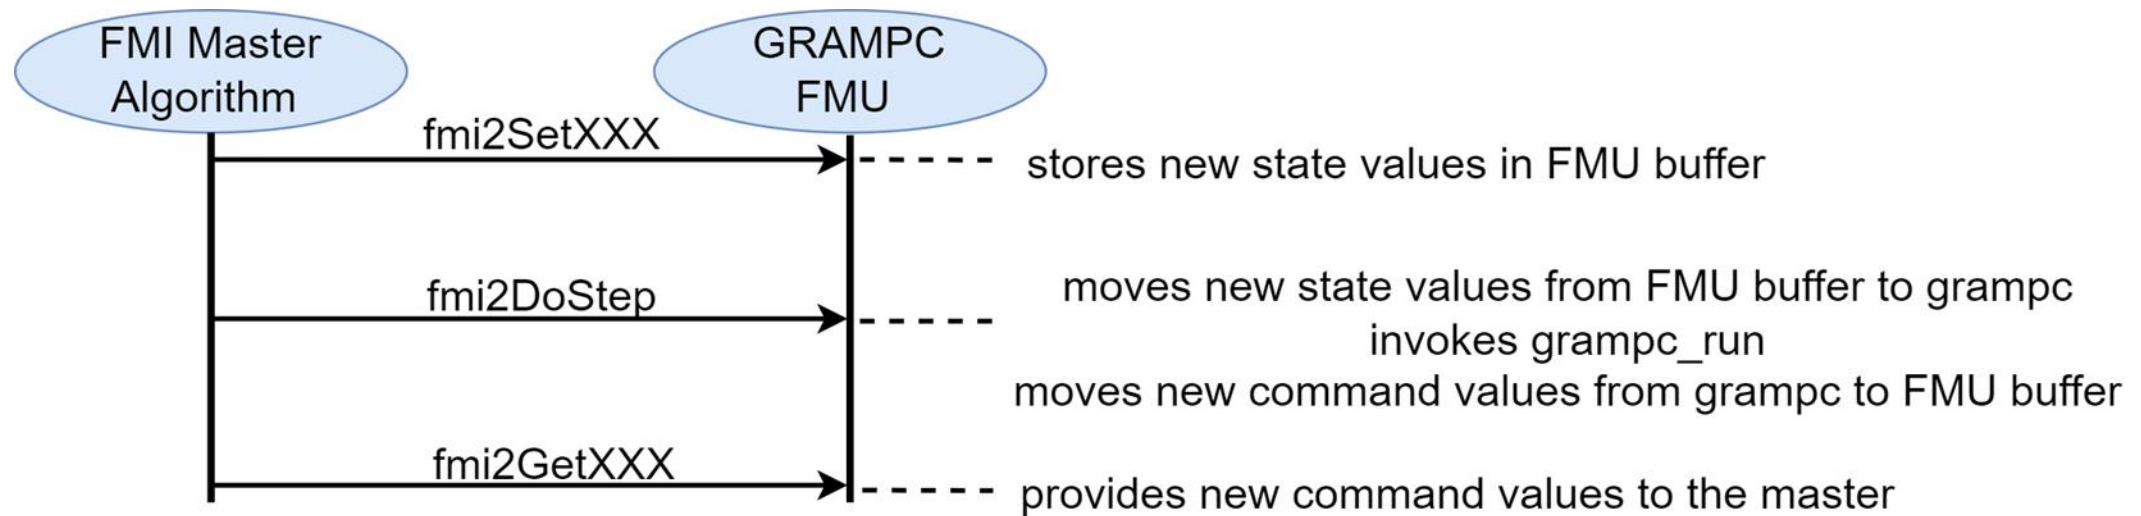 FMI Master
Algorithm
GRAMPC
FMU
fmi2SetXXX
stores new state values in FMU buffer
fmi2DoStep
moves new state values from FMU buffer to grampc
invokes grampc_run
moves new command values from grampc to FMU buffer
fmi2GetXXX
provides new command values to the master